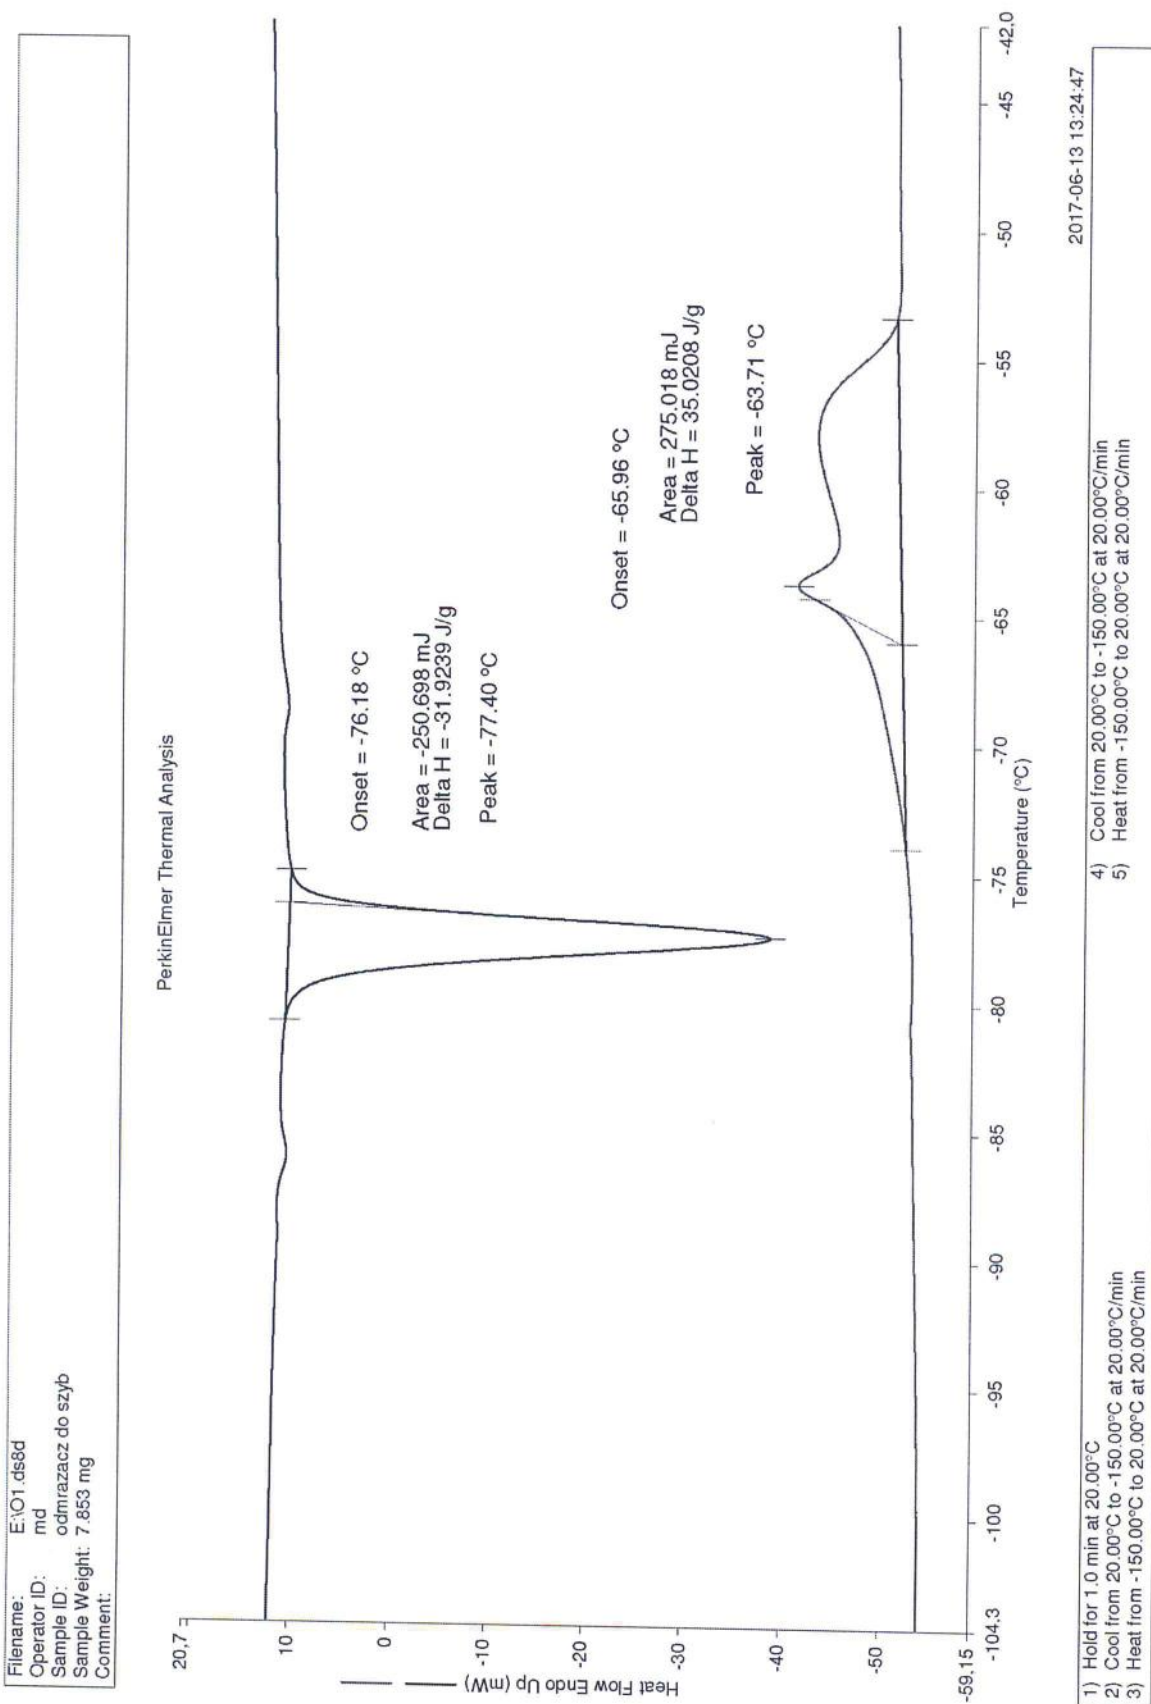 Filename: E:\O1.ds8d
Operator ID: md
Sample ID: odmrazacz do szyb
Sample Weight: 7.853 mg
Comment:
PerkinElmer Thermal Analysis
20,7
10
0
-10
-20
-30
-40
-50
-59,15
Heat Flow Endo Up (mW)
Onset = -76.18 °C
Area = -250.698 mJ
Delta H = -31.9239 J/g
Peak = -77.40 °C
Onset = -65.96 °C
Area = 275.018 mJ
Delta H = 35.0208 J/g
Peak = -63.71 °C
-104.3 -100 -95 -90 -85 -80 -75 -70 -65 -60 -55 -50 -45 -42,0
Temperature (°C)
2017-06-13 13:24:47
1) Hold for 1.0 min at 20.00°C
2) Cool from 20.00°C to -150.00°C at 20.00°C/min
3) Heat from -150.00°C to 20.00°C at 20.00°C/min
4) Cool from 20.00°C to -150.00°C at 20.00°C/min
5) Heat from -150.00°C to 20.00°C at 20.00°C/min